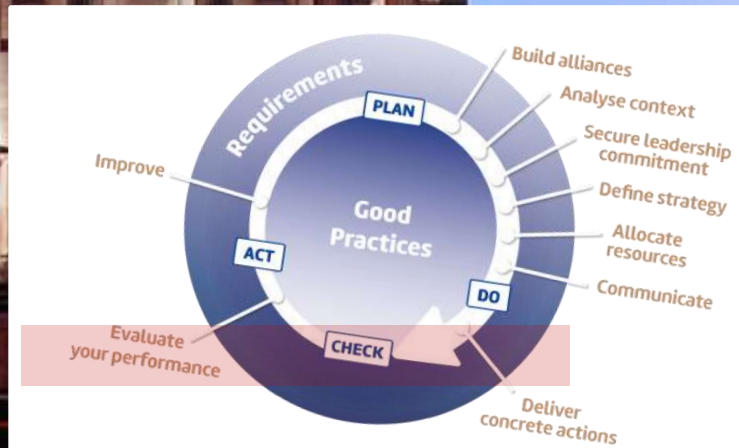 Requirements
PLAN
Build alliances
Analyse context
Secure leadership
commitment
Define strategy
Allocate
resources
Communicate
DO
Deliver
concrete actions
CHECK
Evaluate
your performance
ACT
Improve
Good
Practices